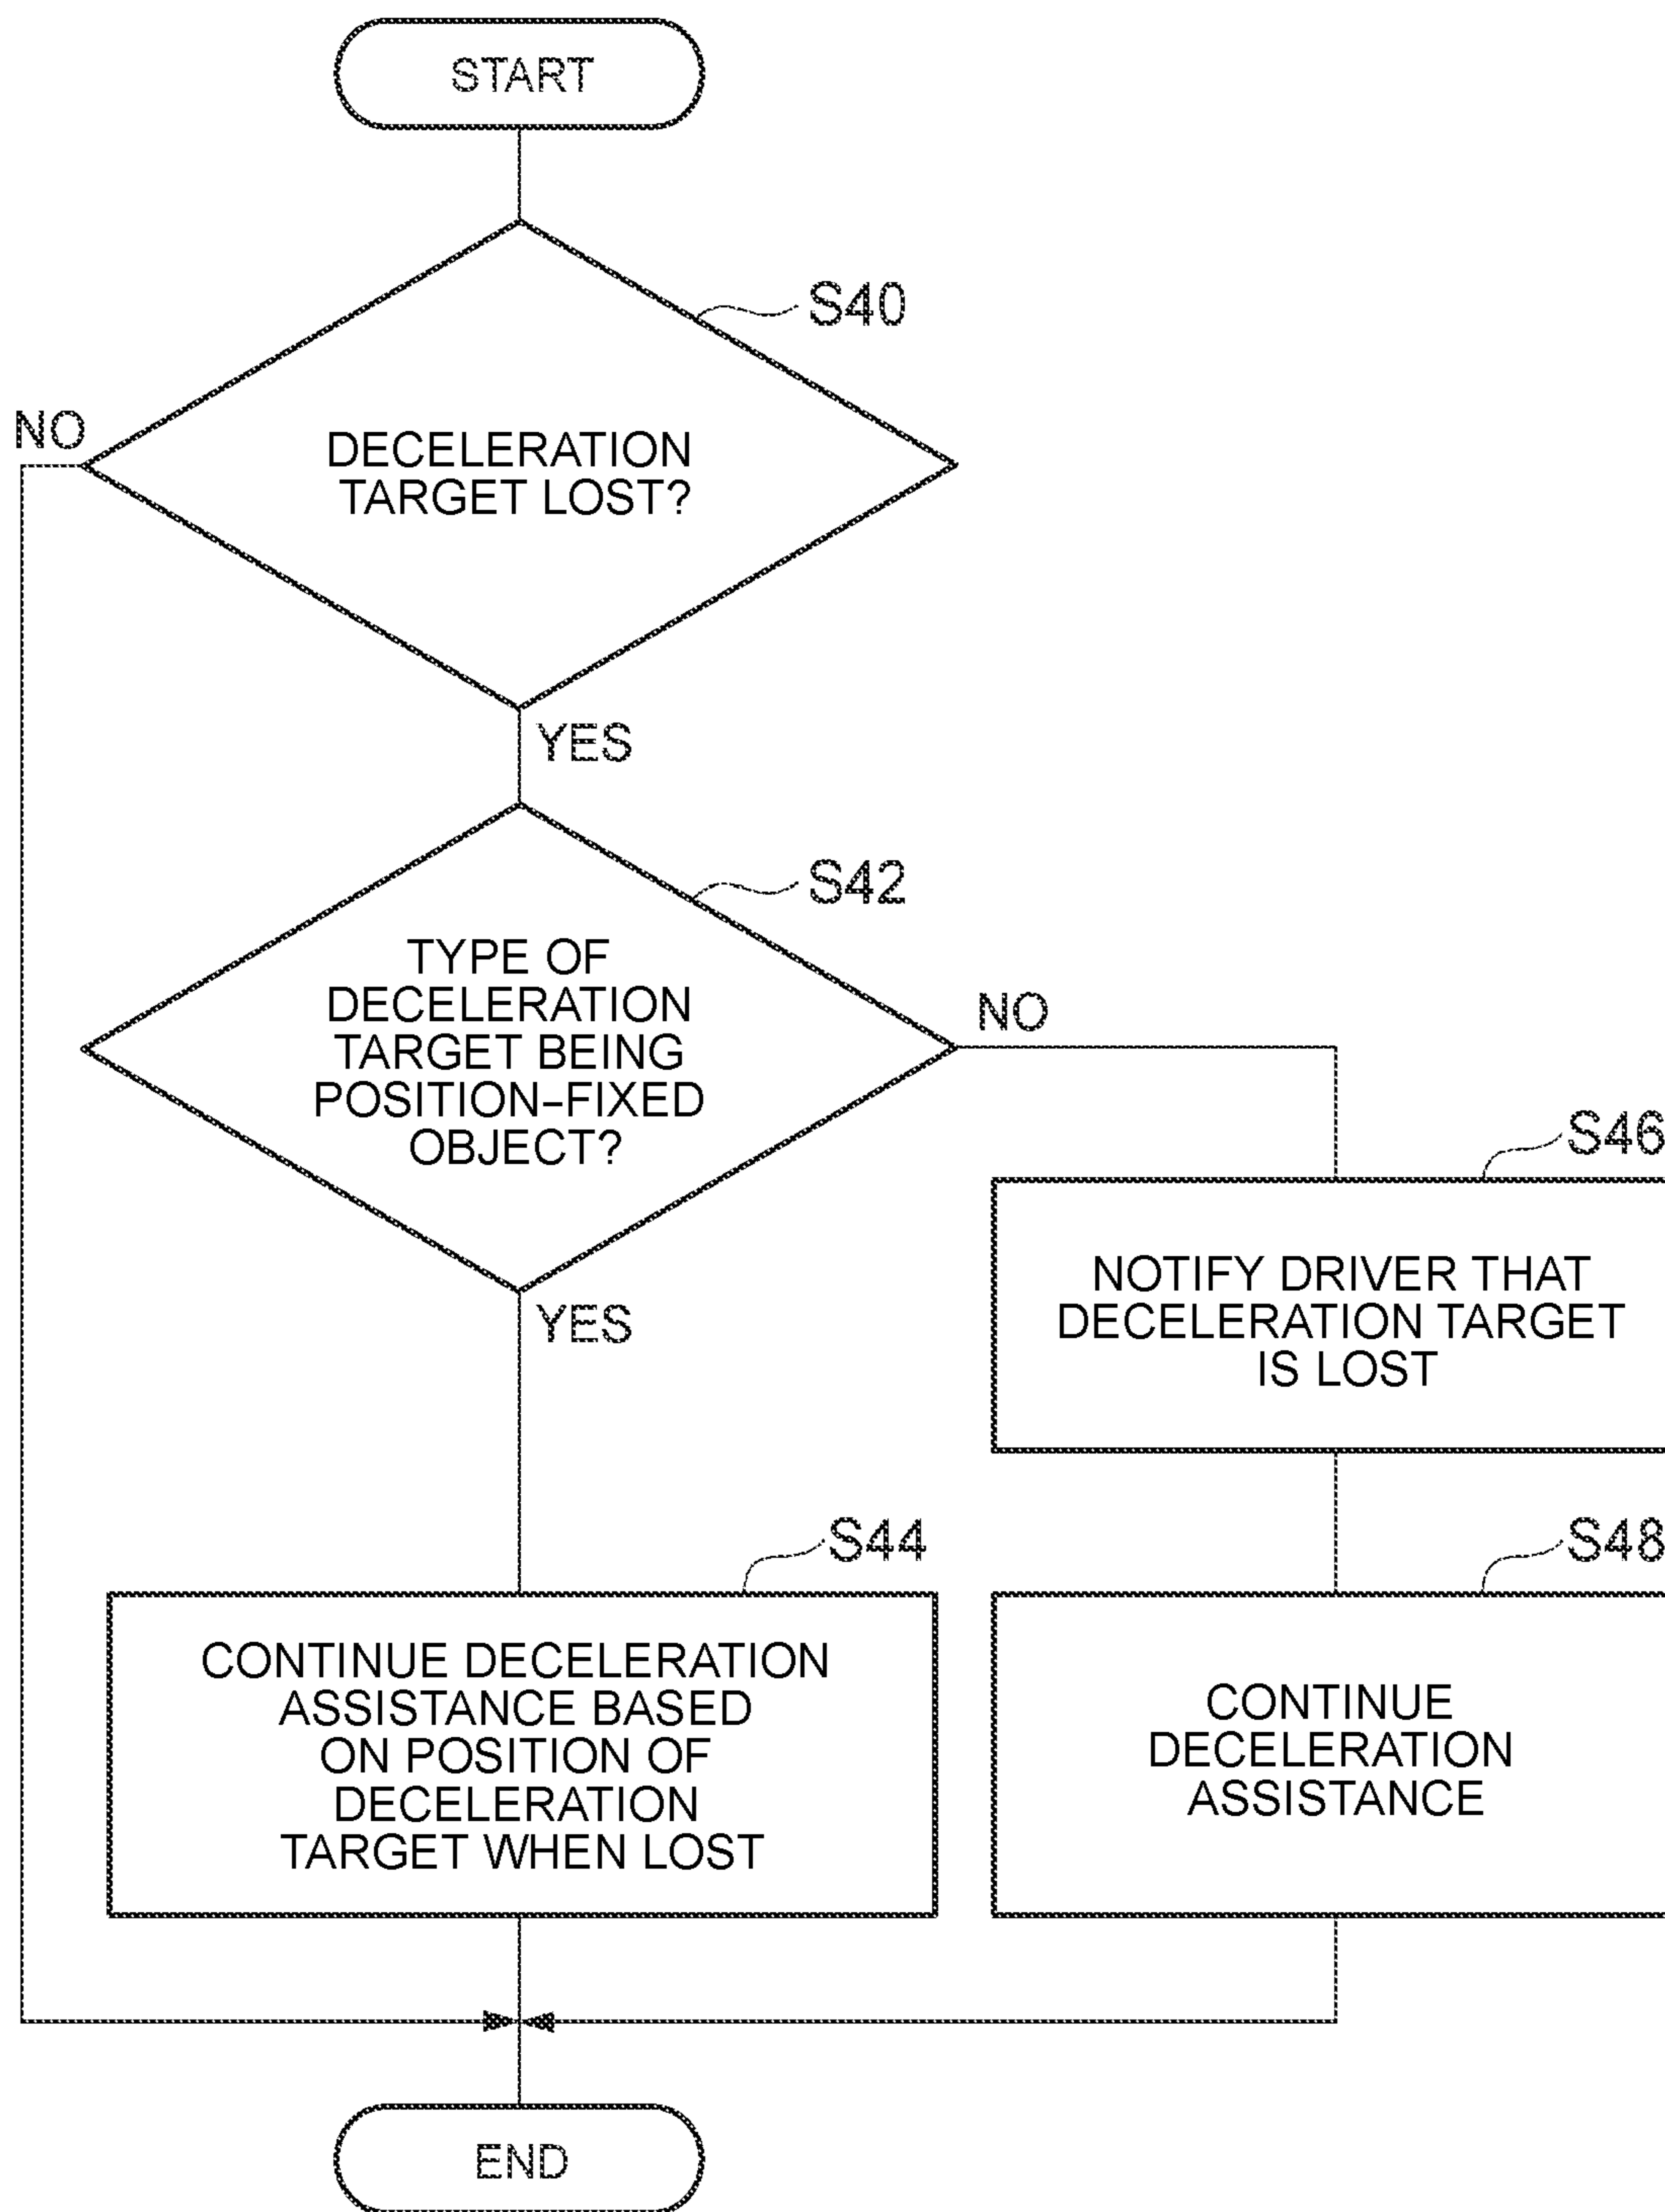 START
S40
NO
DECELERATION
TARGET LOST?
YES
S42
TYPE OF
DECELERATION
TARGET BEING
POSITION–FIXED
OBJECT?
NO
YES
S46
NOTIFY DRIVER THAT
DECELERATION TARGET
IS LOST
S44
CONTINUE DECELERATION
ASSISTANCE BASED
ON POSITION OF
DECELERATION
TARGET WHEN LOST
S48
CONTINUE
DECELERATION
ASSISTANCE
END